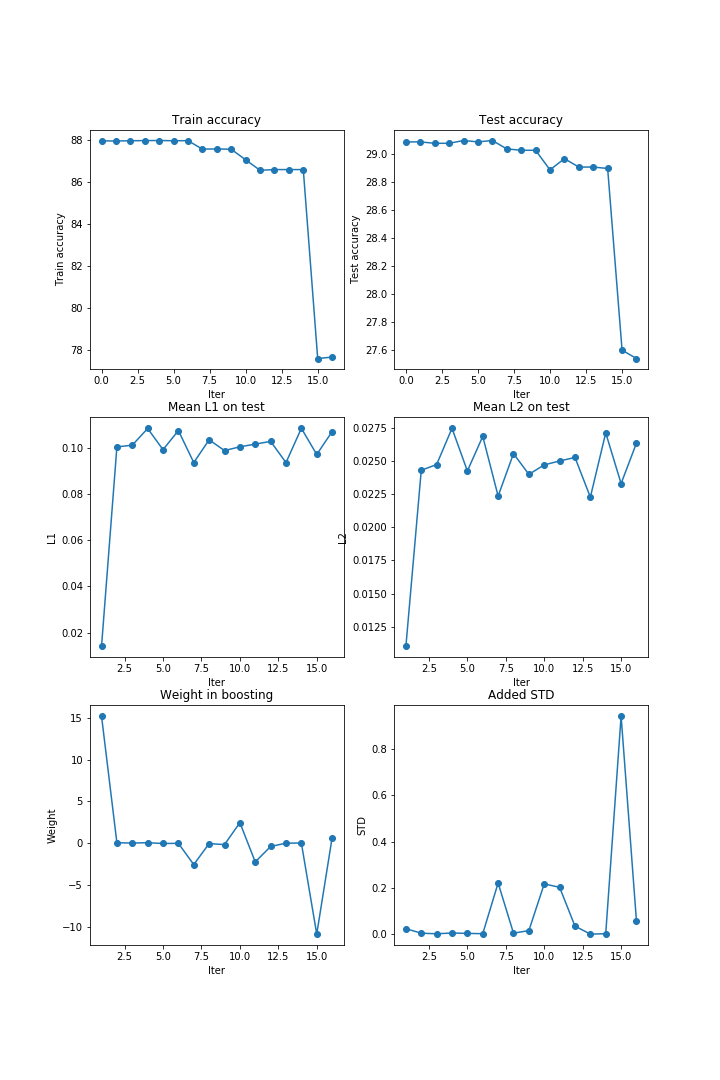 Train accuracy
Test accuracy
88
86
84
82
80
78
Train accuracy
0.0 2.5 5.0 7.5 10.0 12.5 15.0
Iter
29.0
28.8
28.6
28.4
28.2
28.0
27.8
27.6
Test accuracy
0.0 2.5 5.0 7.5 10.0 12.5 15.0
Iter
Mean L1 on test
Mean L2 on test
0.10
0.08
0.06
0.04
0.02
L1
2.5 5.0 7.5 10.0 12.5 15.0
Iter
0.0275
0.0250
0.0225
0.0200
0.0175
0.0150
0.0125
L2
2.5 5.0 7.5 10.0 12.5 15.0
Iter
Weight in boosting
Added STD
15
10
5
0
−5
−10
Weight
2.5 5.0 7.5 10.0 12.5 15.0
Iter
0.8
0.6
0.4
0.2
0.0
STD
2.5 5.0 7.5 10.0 12.5 15.0
Iter